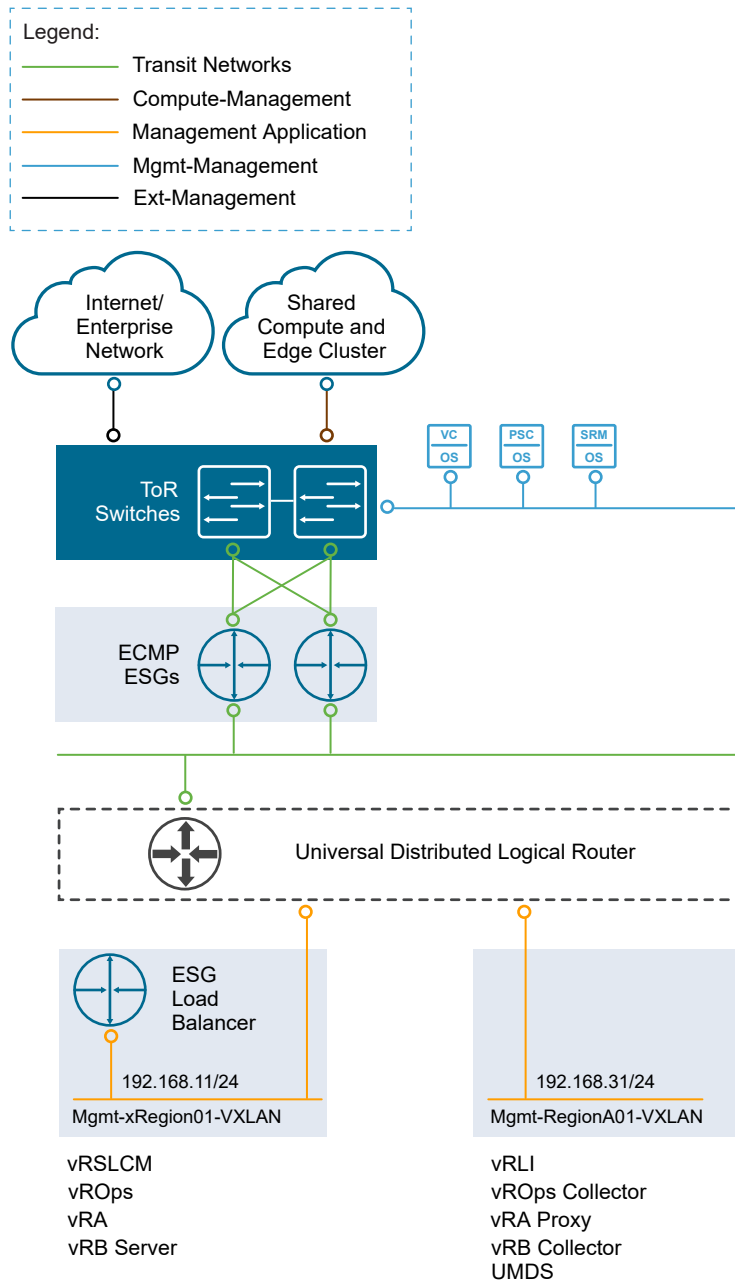 Legend:
Transit Networks
Compute-Management
Management Application
Mgmt-Management
Ext-Management
Internet/
Enterprise
Network
Shared
Compute and
Edge Cluster
VC
OS
PSC
OS
SRM
OS
ToR
Switches
ECMP
ESGs
Universal Distributed Logical Router
ESG
Load
Balancer
192.168.11/24
Mgmt-xRegion01-VXLAN
192.168.31/24
Mgmt-RegionA01-VXLAN
vRSLCM
vROps
vRA
vRB Server
vRLI
vROps Collector
vRA Proxy
vRB Collector
UMDS